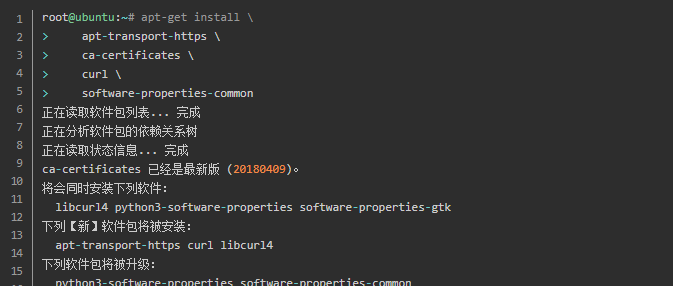 1 root@ubuntu:~# apt-get install \
2 > apt-transport-https \
3 > ca-certificates \
4 > curl \
5 > software-properties-common
6 正在读取软件包列表... 完成
7 正在分析软件包的依赖关系树
8 正在读取状态信息... 完成
9 ca-certificates 已经是最新版 (20180409)。
10 将会同时安装下列软件:
11 libcurl4 python3-software-properties software-properties-gtk
12 下列【新】软件包将被安装:
13 apt-transport-https curl libcurl4
14 下列软件包将被升级:
15 python3-software-properties software-properties-common